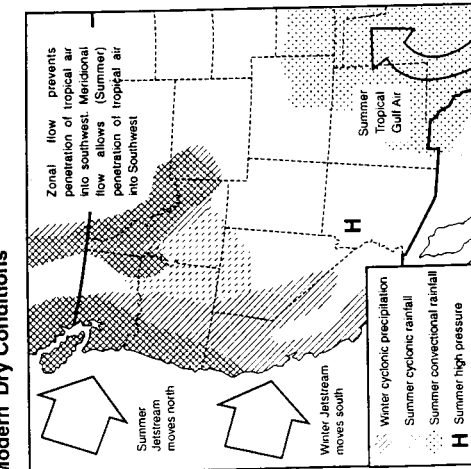 Modern Dry Conditions
Zonal flow prevents
penetration of tropical air
into southwest. Meridional
flow allows (Summer)
penetration of tropical air
into Southwest
Summer
Jetstream
moves north
Winter Jetstream
moves south
Summer
Tropical
Gulf Air
H
Winter cyclonic precipitation
Summer cyclonic rainfall
Summer convectional rainfall
H Summer high pressure